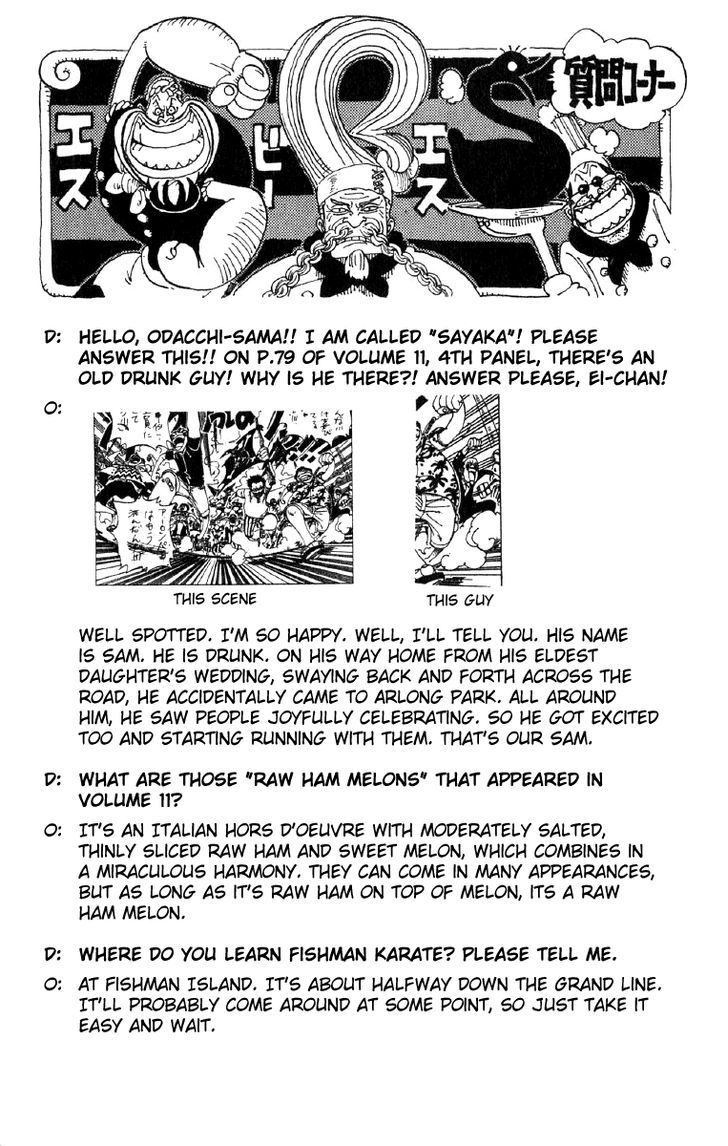 エス
ビー
エス
質問コーナー
D: HELLO, ODACCHI-SAMA!! I AM CALLED "SAYAKA"! PLEASE
ANSWER THIS!! ON P.79 OF VOLUME 11, 4TH PANEL, THERE'S AN
OLD DRUNK GUY! WHY IS HE THERE?! ANSWER PLEASE, EI-CHAN!
O:
THIS SCENE
THIS GUY
WELL SPOTTED. I'M SO HAPPY. WELL, I'LL TELL YOU. HIS NAME
IS SAM. HE IS DRUNK. ON HIS WAY HOME FROM HIS ELDEST
DAUGHTER'S WEDDING, SWAYING BACK AND FORTH ACROSS THE
ROAD, HE ACCIDENTALLY CAME TO ARLONG PARK. ALL AROUND
HIM, HE SAW PEOPLE JOYFULLY CELEBRATING. SO HE GOT EXCITED
TOO AND STARTING RUNNING WITH THEM. THAT'S OUR SAM.
D: WHAT ARE THOSE "RAW HAM MELONS" THAT APPEARED IN
VOLUME 11?
O: IT'S AN ITALIAN HORS D'OEUVRE WITH MODERATELY SALTED,
THINLY SLICED RAW HAM AND SWEET MELON, WHICH COMBINES IN
A MIRACULOUS HARMONY. THEY CAN COME IN MANY APPEARANCES,
BUT AS LONG AS IT'S RAW HAM ON TOP OF MELON, ITS A RAW
HAM MELON.
D: WHERE DO YOU LEARN FISHMAN KARATE? PLEASE TELL ME.
O: AT FISHMAN ISLAND. IT'S ABOUT HALFWAY DOWN THE GRAND LINE.
IT'LL PROBABLY COME AROUND AT SOME POINT, SO JUST TAKE IT
EASY AND WAIT.